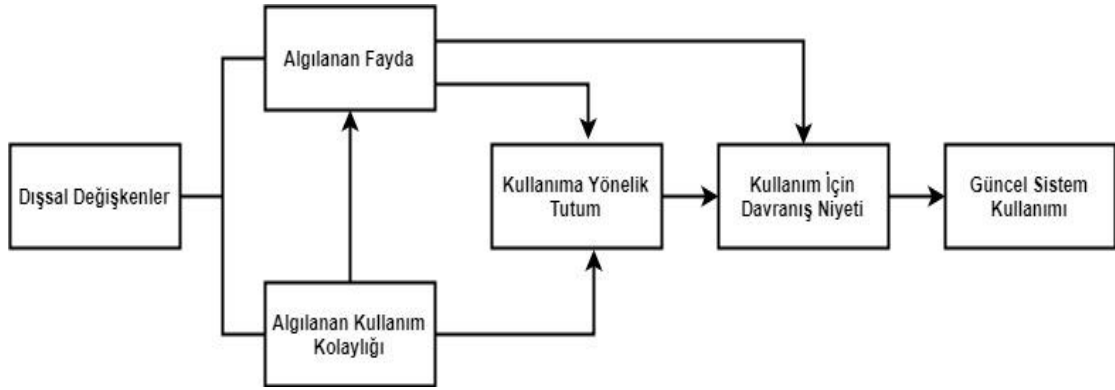 Algılanan Fayda
Dışsal Değişkenler
Kullanıma Yönelik
Tutum
Kullanım İçin
Davranış Niyeti
Güncel Sistem
Kullanımı
Algılanan Kullanım
Kolaylığı